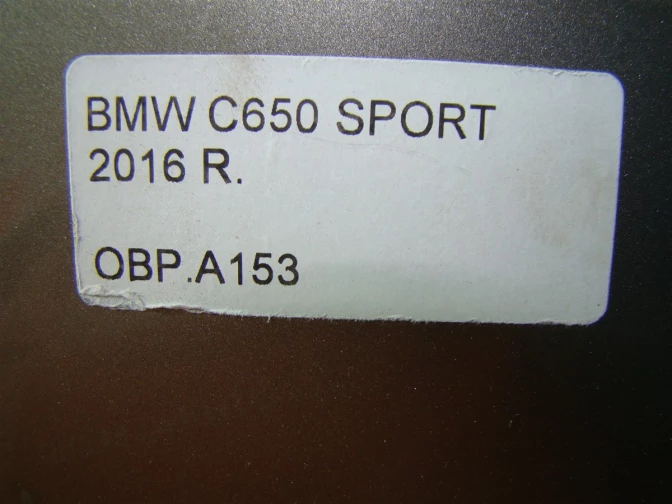 BMW C650 SPORT
2016 R.
OBP.A153